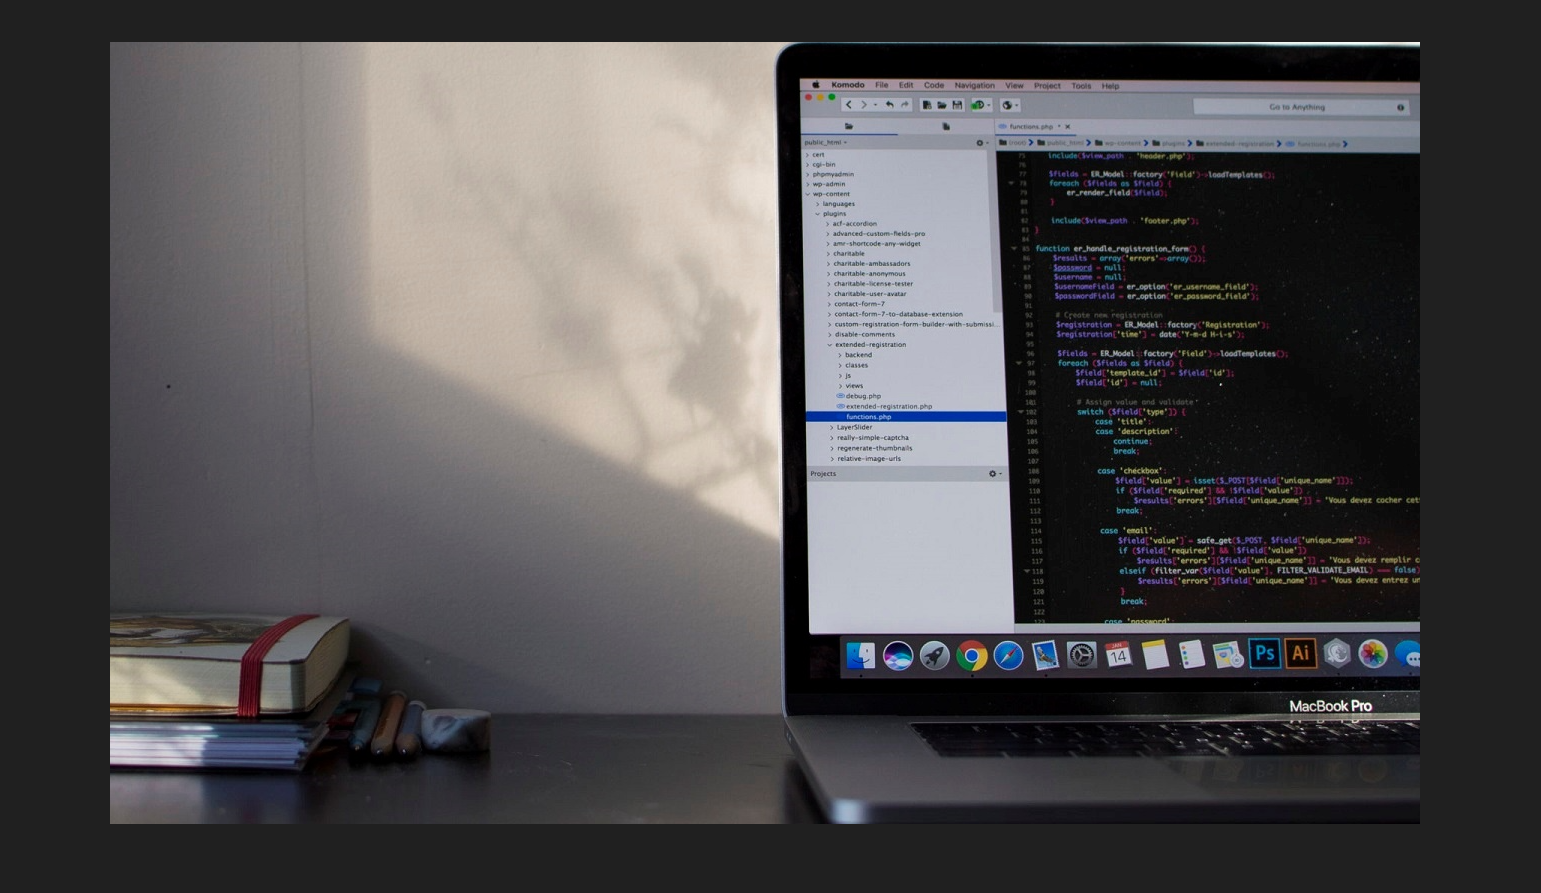 Komodo File Edit Code Navigation View Project Tools Help
Go to Anything
functions.php
public_html
cert
cgi-bin
phpmyadmin
wp-admin
wp-content
languages
plugins
acf-accordion
advanced-custom-fields-pro
amr-shortcode-any-widget
charitable
charitable-ambassadors
charitable-anonymous
charitable-license-tester
charitable-user-avatar
contact-form-7
contact-form-7-to-database-extension
custom-registration-form-builder-with-submissi...
disable-comments
extended-registration
backend
classes
js
views
debug.php
extended-registration.php
functions.php
LayerSlider
really-simple-captcha
regenerate-thumbnails
relative-image-urls
Projects
(root) public_html wp-content plugins extended-registration functions.php
75 include($view_path . 'header.php');
76
77 $fields = ER_Model::factory('Field')->loadTemplates();
78 foreach ($fields as $field) {
79 er_render_field($field);
80 }
81
82 include($view_path . 'footer.php');
83 }
84
85 function er_handle_registration_form() {
86 $results = array('errors'=>array());
87 $password = null;
88 $username = null;
89 $usernameField = er_option('er_username_field');
90 $passwordField = er_option('er_password_field');
91
92 # Create new registration
93 $registration = ER_Model::factory('Registration');
94 $registration['time'] = date('Y-m-d H-i-s');
95
96 $fields = ER_Model::factory('Field')->loadTemplates();
97 foreach ($fields as $field) {
98 $field['template_id'] = $field['id'];
99 $field['id'] = null;
100
101 # Assign value and validate
102 switch ($field['type']) {
103 case 'title':
104 case 'description':
105 continue;
106 break;
107
108 case 'checkbox':
109 $field['value'] = isset($_POST[$field['unique_name']]);
110 if ($field['required'] && !$field['value'])
111 $results['errors'][$field['unique_name']] = 'Vous devez cocher cet
112 break;
113
114 case 'email':
115 $field['value'] = safe_get($_POST, $field['unique_name']);
116 if ($field['required'] && !$field['value'])
117 $results['errors'][$field['unique_name']] = 'Vous devez remplir c
118 elseif (filter_var($field['value'], FILTER_VALIDATE_EMAIL) === false)
119 $results['errors'][$field['unique_name']] = 'Vous devez entrez un
120 }
121 break;
122
case 'password':
JAN
14
Ps Ai
MacBook Pro